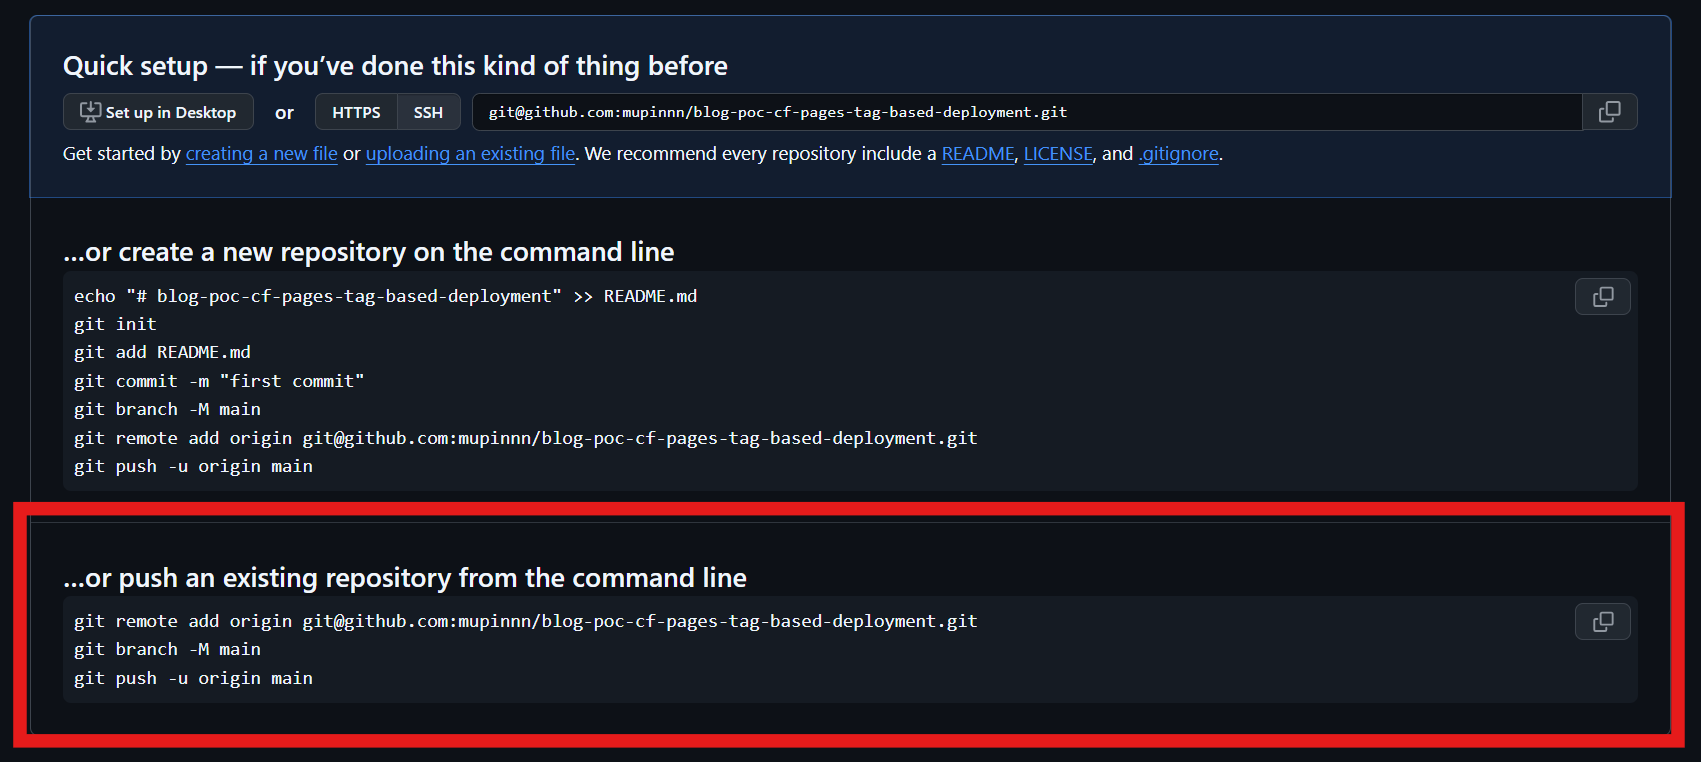 Quick setup — if you’ve done this kind of thing before
Set up in Desktop or HTTPS SSH git@github.com:mupinnn/blog-poc-cf-pages-tag-based-deployment.git
Get started by creating a new file or uploading an existing file. We recommend every repository include a README, LICENSE, and .gitignore.
…or create a new repository on the command line
echo "# blog-poc-cf-pages-tag-based-deployment" >> README.md
git init
git add README.md
git commit -m "first commit"
git branch -M main
git remote add origin git@github.com:mupinnn/blog-poc-cf-pages-tag-based-deployment.git
git push -u origin main
…or push an existing repository from the command line
git remote add origin git@github.com:mupinnn/blog-poc-cf-pages-tag-based-deployment.git
git branch -M main
git push -u origin main